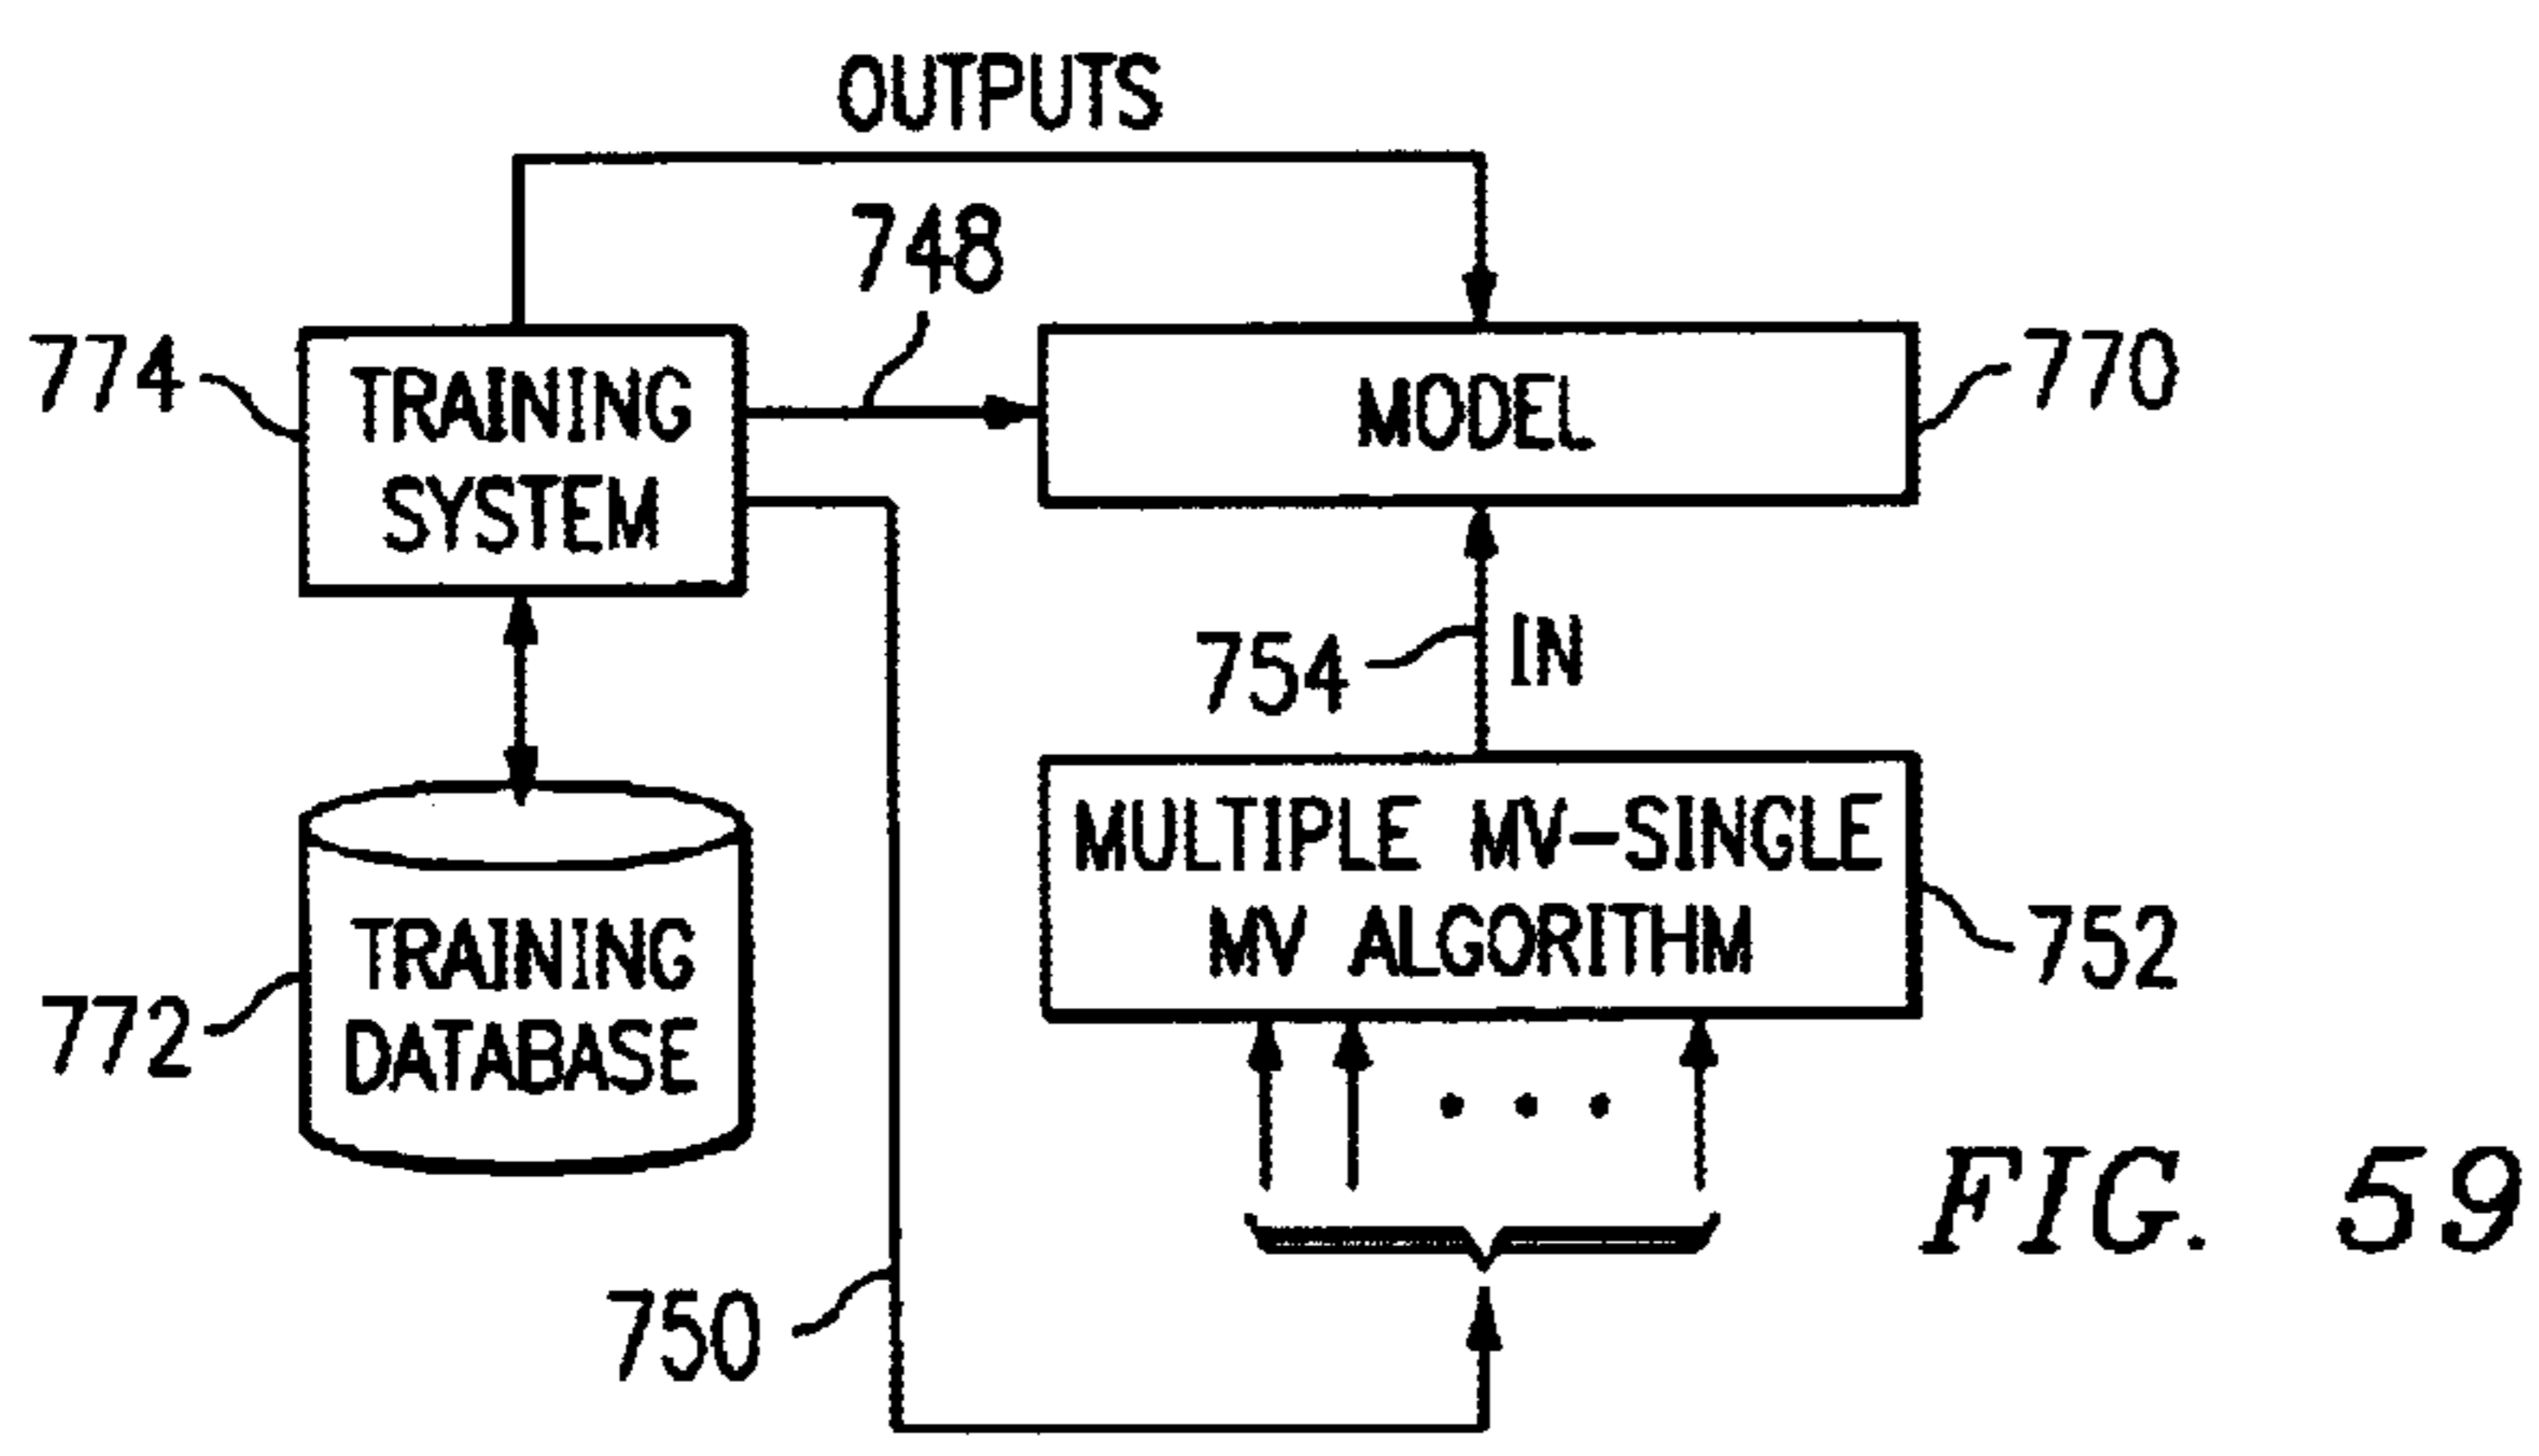 OUTPUTS
748
774
TRAINING
SYSTEM
MODEL
770
754
IN
772
TRAINING
DATABASE
MULTIPLE MV-SINGLE
MV ALGORITHM
752
750
FIG. 59